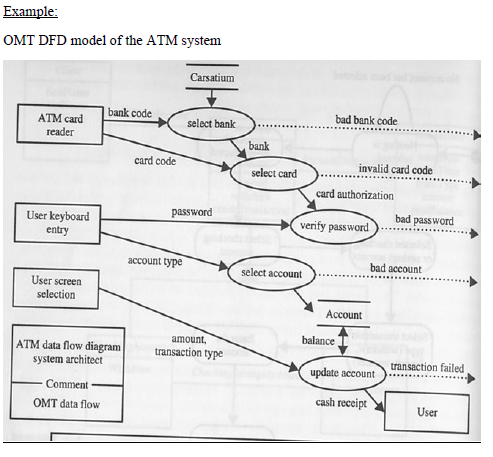 Example:
OMT DFD model of the ATM system
Carsatium
ATM card
reader
bank code
select bank
bad bank code
bank
card code
select card
invalid card code
card authorization
User keyboard
entry
password
verify password
bad password
account type
select account
bad account
User screen
selection
Account
balance
amount,
transaction type
update account
transaction failed
cash receipt
User
ATM data flow diagram
system architect
Comment
OMT data flow